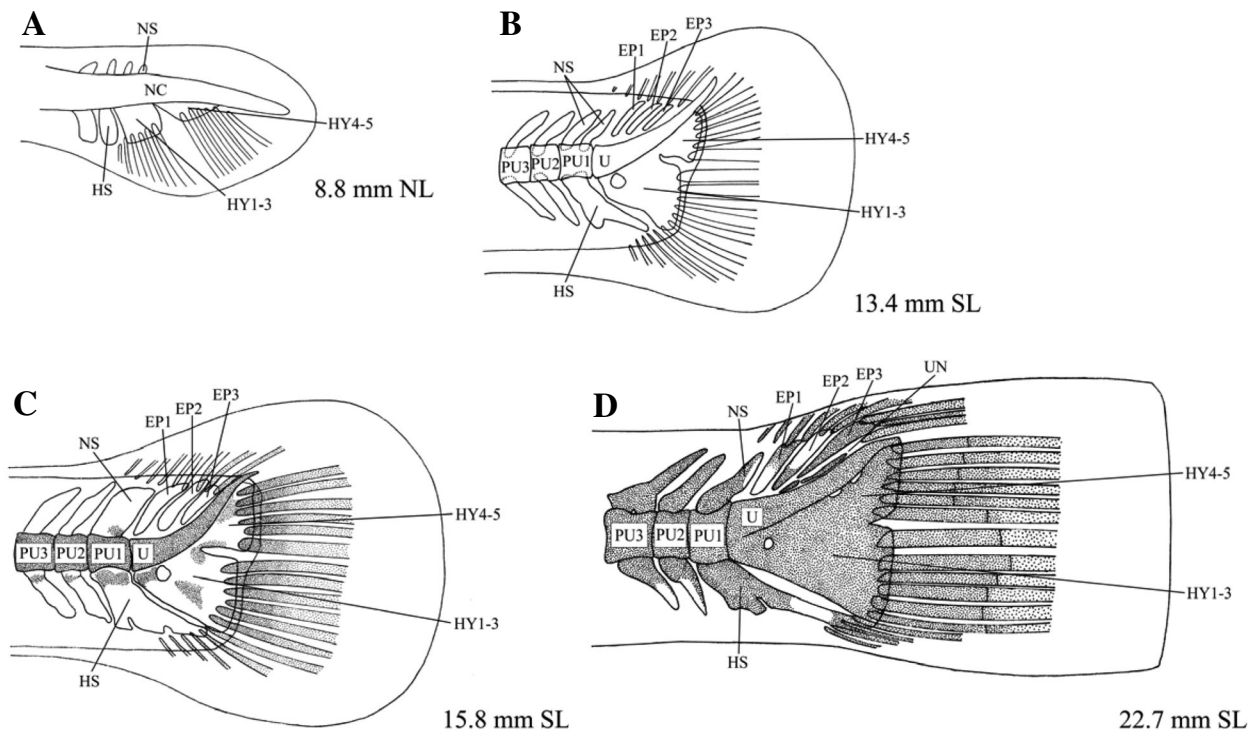 A
NS
NC
HY4-5
HS
HY1-3
8.8 mm NL
B
EP3
EP2
EP1
NS
HY4-5
PU3 PU2 PU1 U
HY1-3
HS
13.4 mm SL
C
EP3
EP2
EP1
NS
HY4-5
PU3 PU2 PU1 U
HY1-3
HS
15.8 mm SL
D
UN
EP3
EP2
EP1
NS
HY4-5
U
PU3 PU2 PU1
HY1-3
HS
22.7 mm SL